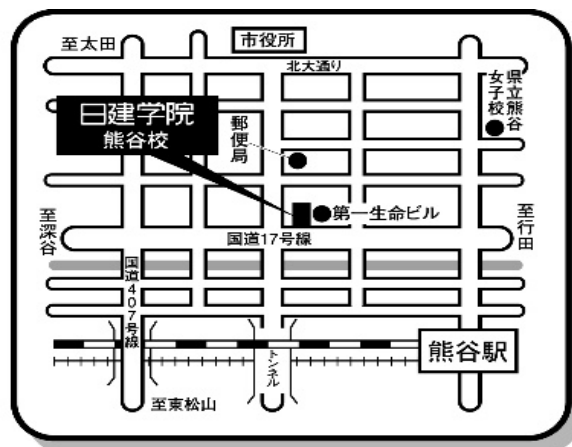 至太田
市役所
北大通り
県立熊谷
女子校
日建学院
熊谷校
郵便局
第一生命ビル
至深谷
至行田
国道17号線
国道407号線
トンネル
熊谷駅
至東松山